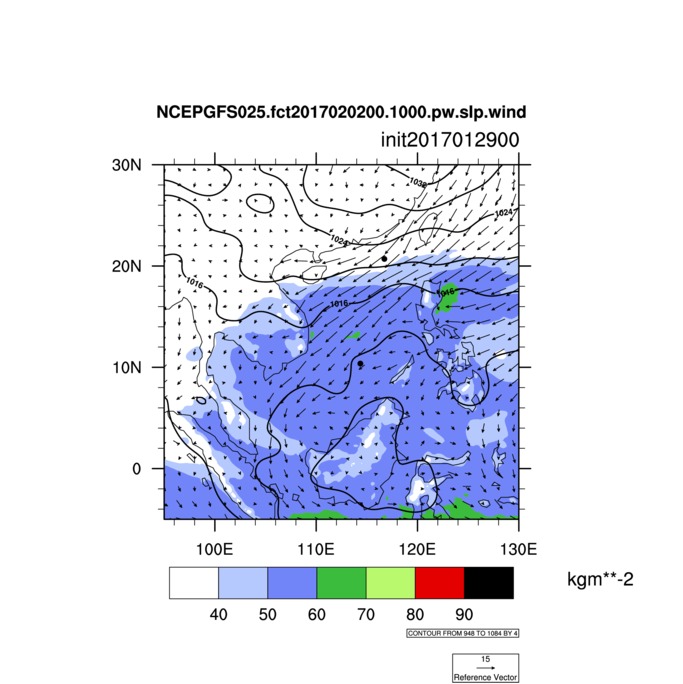 NCEPGFS025.fct2017020200.1000.pw.slp.wind
init2017012900
30N
20N
10N
0
1032
1024
1024
1016
1016
1016
100E 110E 120E 130E
kgm**-2
40 50 60 70 80 90
CONTOUR FROM 948 TO 1084 BY 4
15
Reference Vector